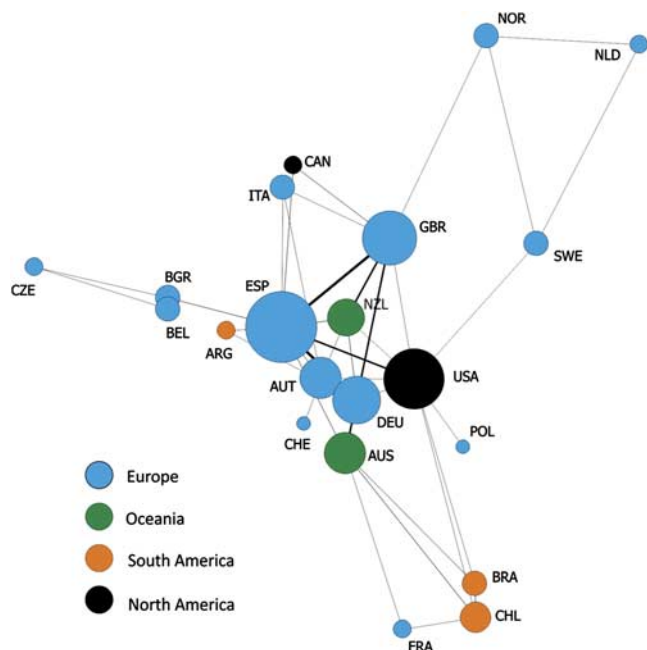 NOR
NLD
CAN
ITA
GBR
SWE
BGR
ESP
CZE
NZL
BEL
ARG
AUT
USA
DEU
CHE
POL
AUS
Europe
Oceania
South America
BRA
North America
CHL
FRA